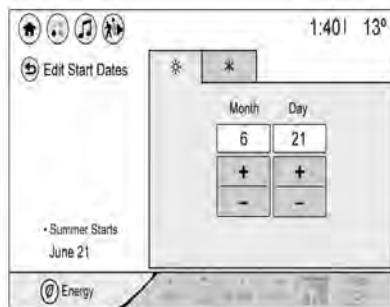 1:40 13°
Edit Start Dates
Month Day
6 21
+ +
- -
• Summer Starts
June 21
Energy